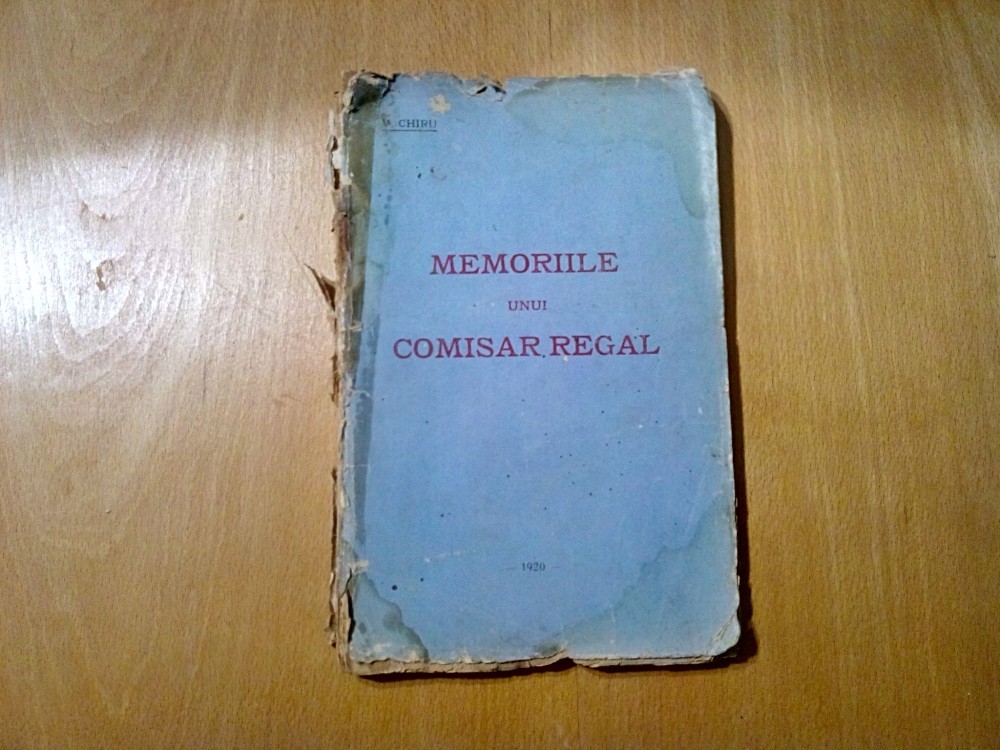 CHIRU
MEMORIILE
UNUI
COMISAR REGAL
— 1920 —